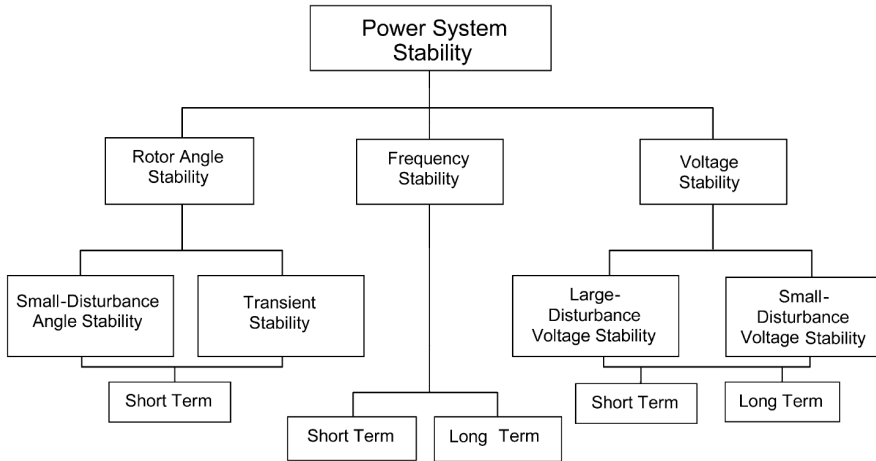 Power System
Stability
Rotor Angle
Stability
Frequency
Stability
Voltage
Stability
Small-Disturbance
Angle Stability
Transient
Stability
Large-
Disturbance
Voltage Stability
Small-
Disturbance
Voltage Stability
Short Term
Short Term
Long Term
Short Term
Long Term